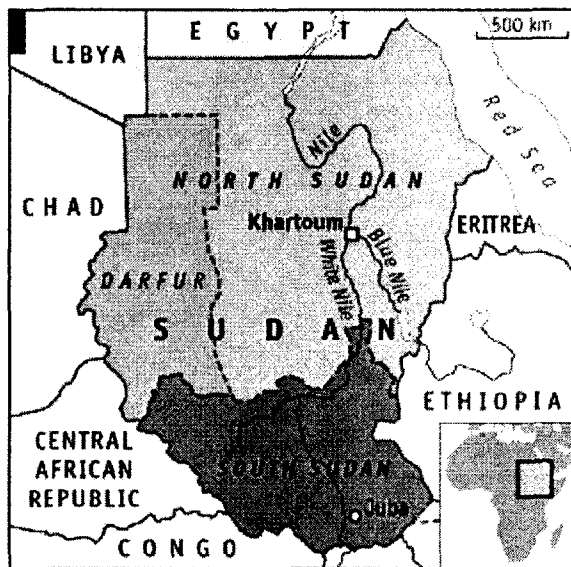 EGYPT
500 km
LIBYA
Red Sea
Nile
NORTH SUDAN
CHAD
Khartoum
ERITREA
Blue Nile
White Nile
DARFUR
SUDAN
ETHIOPIA
CENTRAL
AFRICAN
REPUBLIC
SOUTH SUDAN
Juba
CONGO